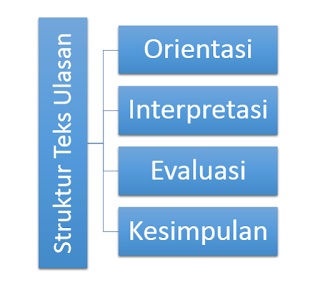 Struktur Teks Ulasan
Orientasi
Interpretasi
Evaluasi
Kesimpulan